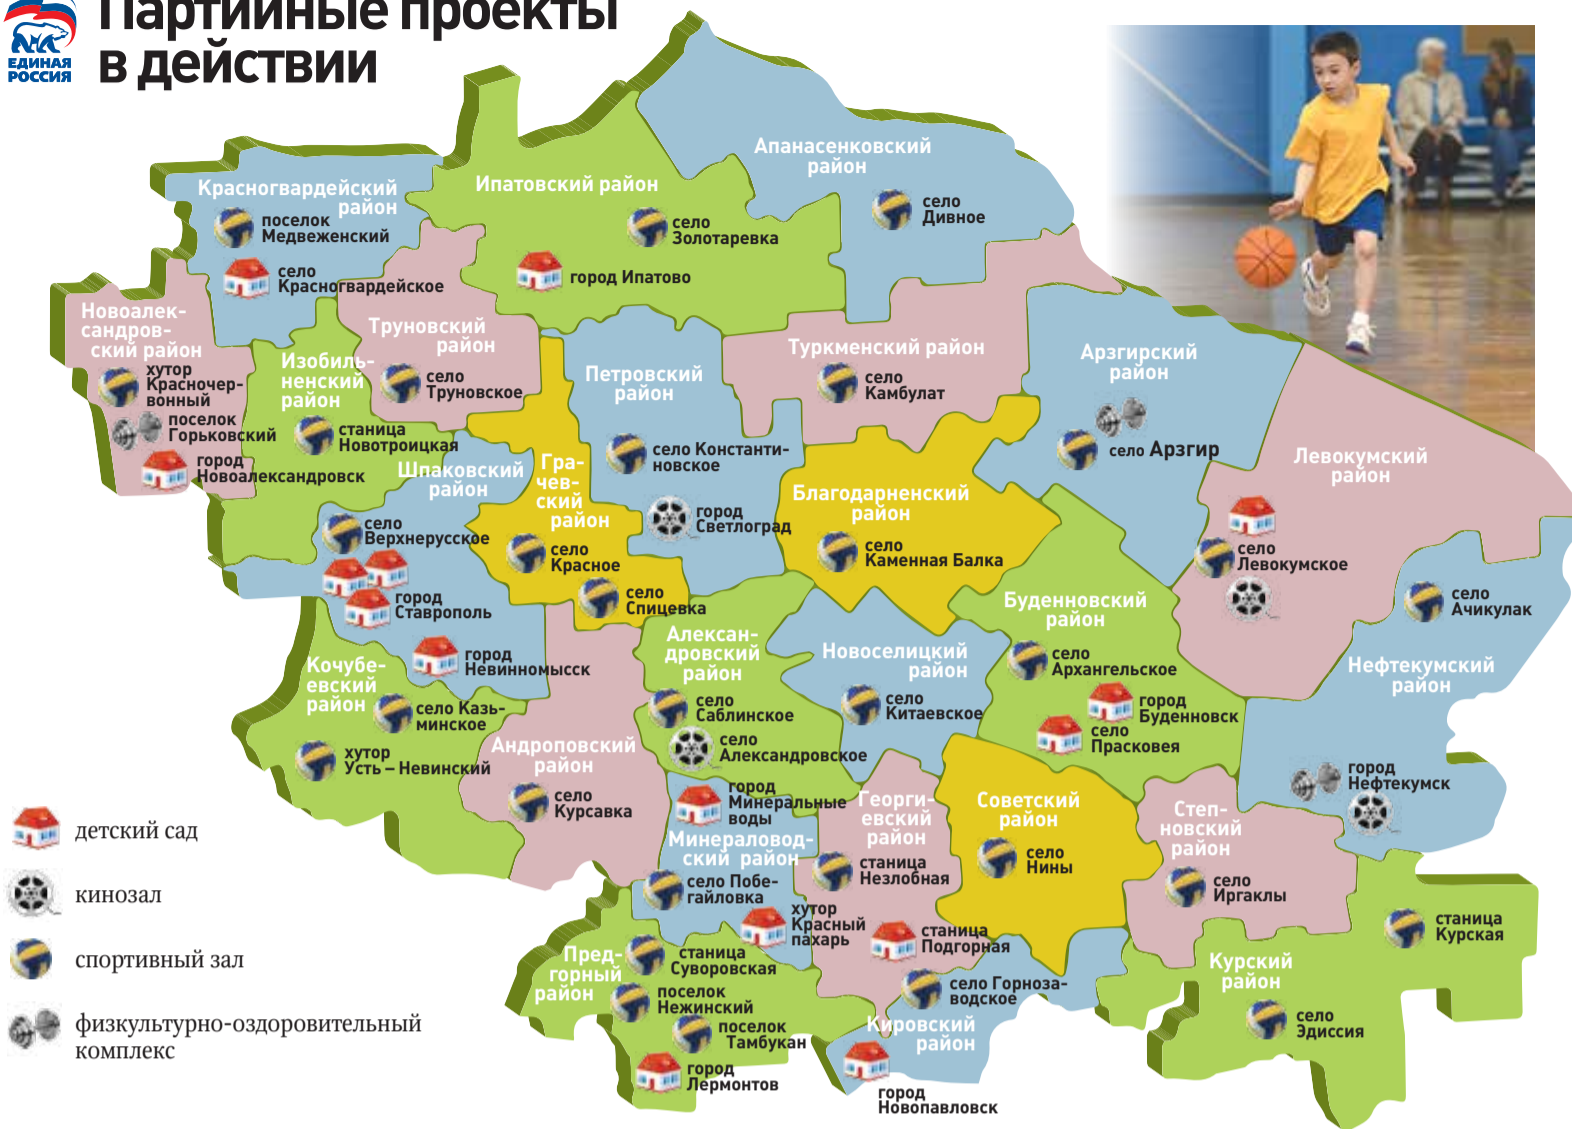 Партийные проекты
в действии
ЕДИНАЯ
РОССИЯ
Апанасенковский
район
село
Дивное
Ипатовский район
село
Золотаревка
город Ипатово
Красногвардейский
район
поселок
Медвеженский
село
Красногвардейское
Новоалек-
сандров-
ский район
хутор
Красночер-
вонный
поселок
Горьковский
город
Новоалександровск
Изобиль-
ненский
район
станица
Новотроицкая
Труновский
район
село
Труновское
Петровский
район
село Константи-
новское
город
Светлоград
Туркменский район
село
Камбулат
Арзгирский
район
село Арзгир
Левокумский
район
село
Левокумское
Шпаковский
район
село
Верхнерусское
город
Ставрополь
город
Невинномысск
Гра-
чев-
ский
район
село
Красное
село
Спицевка
Благодарненский
район
село
Каменная Балка
Буденновский
район
село
Архангельское
город
Буденновск
село
Прасковея
село
Ачикулак
Нефтекумский
район
город
Нефтекумск
Кочубе-
евский
район
село Казь-
минское
хутор
Усть – Невинский
Александ-
дровский
район
село
Саблинское
село
Александровское
Новоселицкий
район
село
Китаевское
Андроповский
район
село
Курсавка
город
Минеральные
воды
Минераловод-
ский район
село Побе-
гайловка
хутор
Красный
пахарь
Георги-
евский
район
станица
Незлобная
станица
Подгорная
Советский
район
село
Нины
Степ-
новский
район
село
Иргаклы
станица
Курская
Курский
район
село
Эдиссия
Пред-
горный
район
станица
Суворовская
поселок
Нежинский
поселок
Тамбукан
город
Лермонтов
село Горноза-
водское
Кировский
район
город
Новопавловск
детский сад
кинозал
спортивный зал
физкультурно-оздоровительный
комплекс